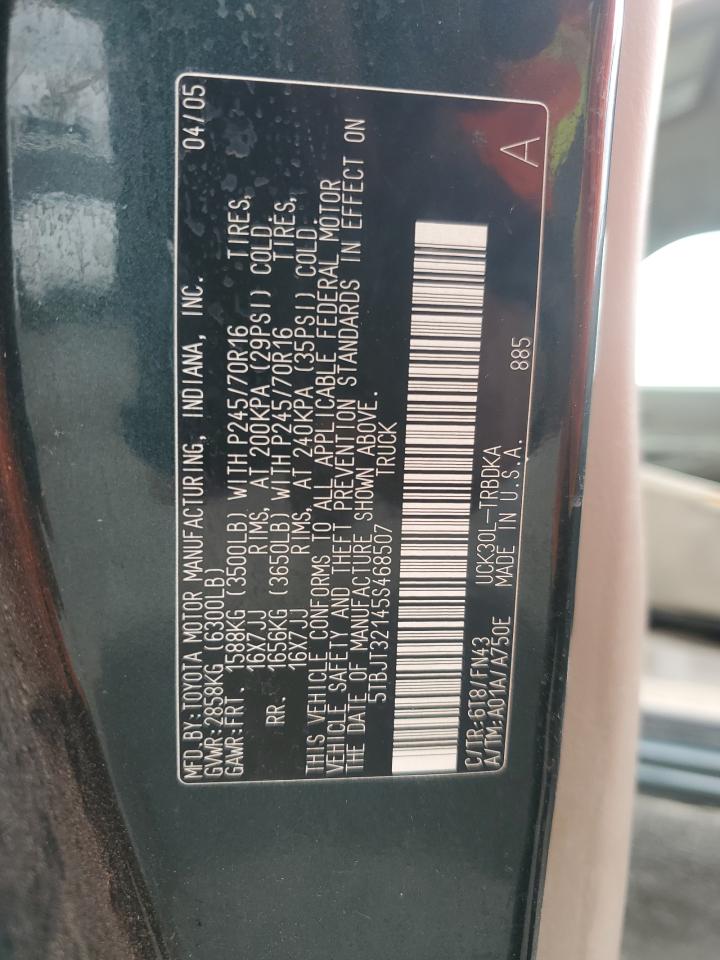 MFD.BY:TOYOTA MOTOR MANUFACTURING, INDIANA, INC. 04/05
GVWR:2858KG (6300LB)
GAWR:FRT. 1588KG (3500LB) WITH P245/70R16 TIRES,
16X7JJ RIMS, AT 200KPA (29PSI) COLD.
RR. 1656KG (3650LB) WITH P245/70R16 TIRES,
16X7JJ RIMS, AT 240KPA (35PSI) COLD.
THIS VEHICLE CONFORMS TO ALL APPLICABLE FEDERAL MOTOR
VEHICLE SAFETY AND THEFT PREVENTION STANDARDS IN EFFECT ON
THE DATE OF MANUFACTURE SHOWN ABOVE.
5TBJT32145S468507 TRUCK
C/TR:6T8/FN43 UCK30L-TRBDKA 885
A/TM:A01A/A750E MADE IN U.S.A.
A